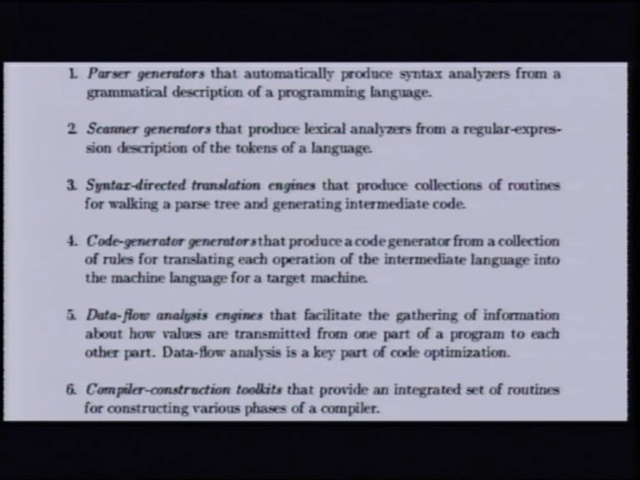 1. Parser generators that automatically produce syntax analyzers from a
grammatical description of a programming language.
2. Scanner generators that produce lexical analyzers from a regular-expres-
sion description of the tokens of a language.
3. Syntax-directed translation engines that produce collections of routines
for walking a parse tree and generating intermediate code.
4. Code-generator generators that produce a code generator from a collection
of rules for translating each operation of the intermediate language into
the machine language for a target machine.
5. Data-flow analysis engines that facilitate the gathering of information
about how values are transmitted from one part of a program to each
other part. Data-flow analysis is a key part of code optimization.
6. Compiler-construction toolkits that provide an integrated set of routines
for constructing various phases of a compiler.